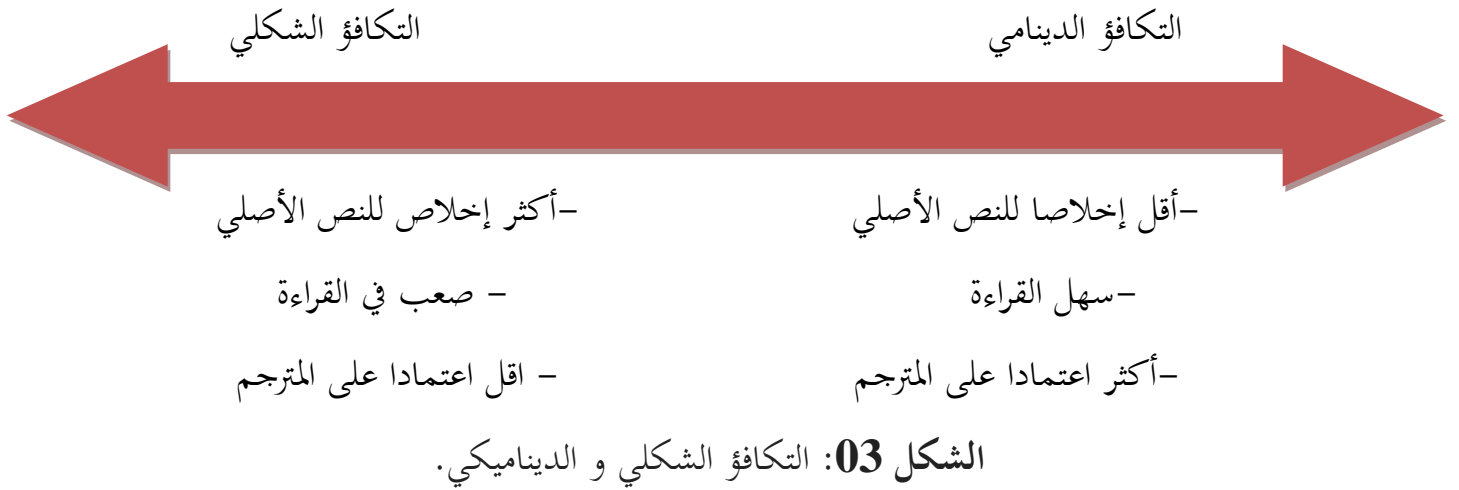 التكافؤ الدينامي التكافؤ الشكلي
–أقل إخلاصا للنص الأصلي –أكثر إخلاص للنص الأصلي
–سهل القراءة – صعب في القراءة
–أكثر اعتمادا على المترجم – اقل اعتمادا على المترجم
الشكل 03: التكافؤ الشكلي و الديناميكي.